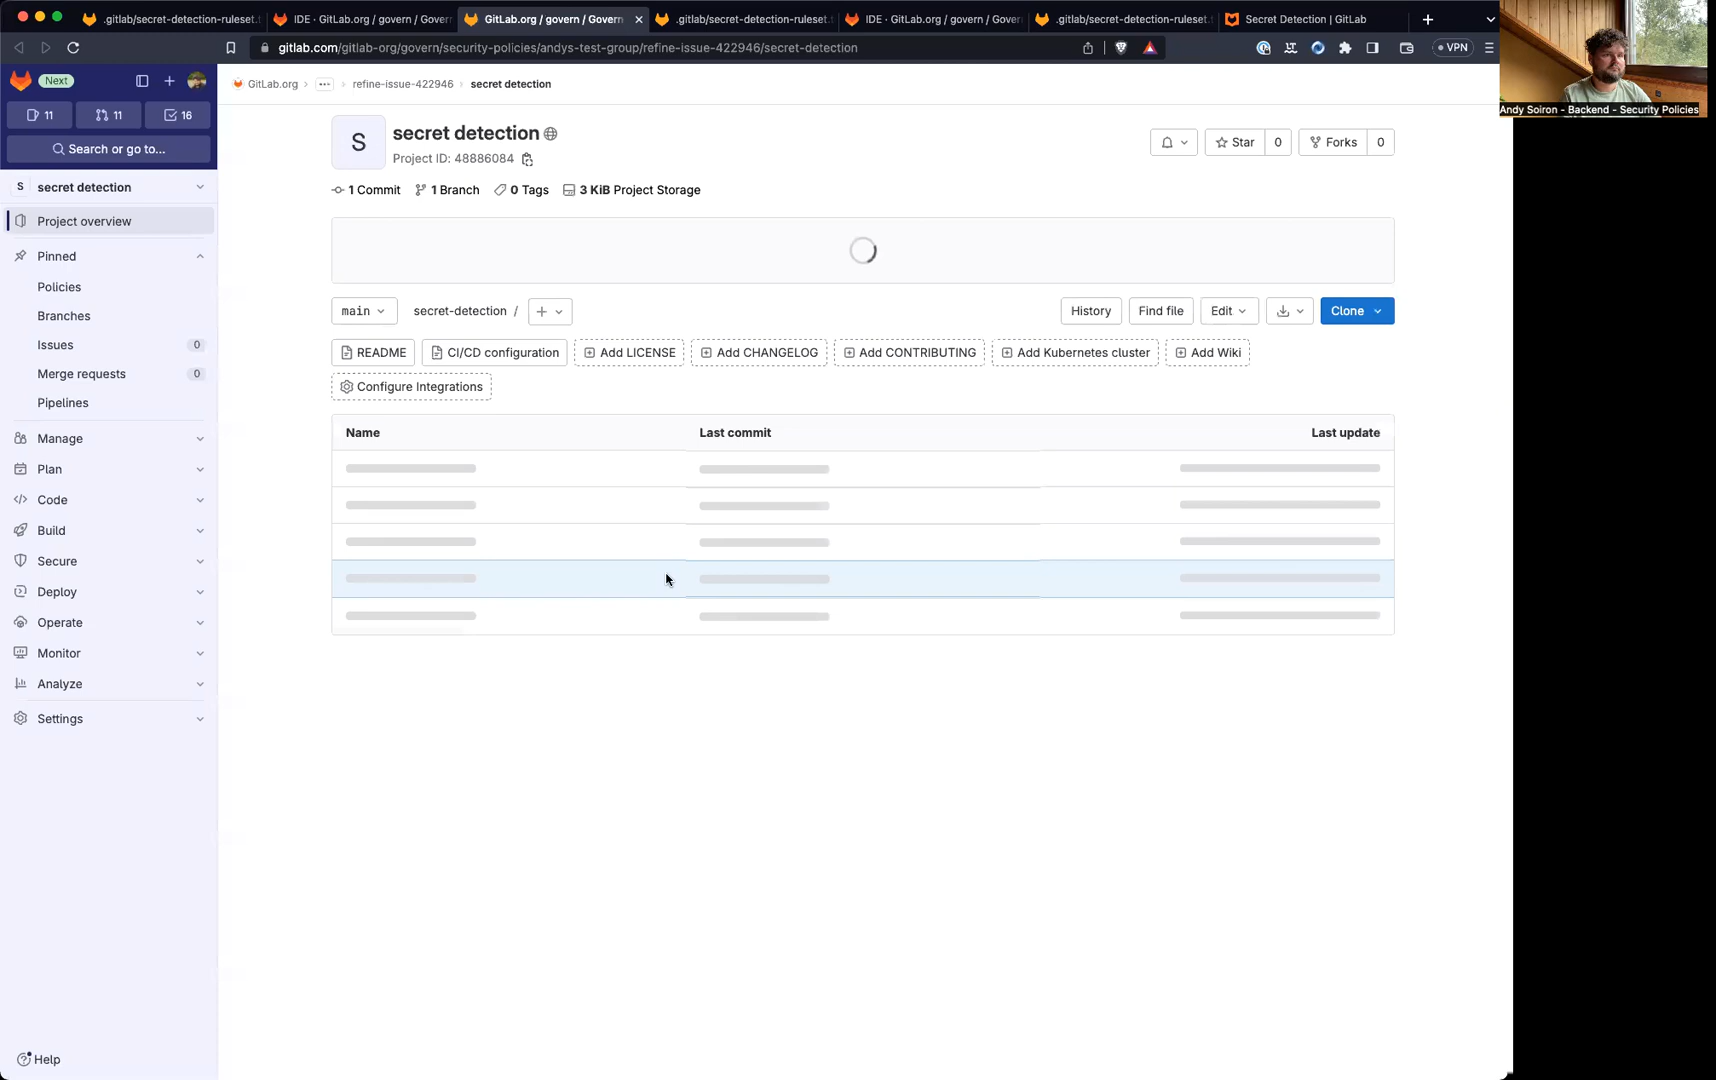 .gitlab/secret-detection-ruleset.
IDE · GitLab.org / govern / Gover
GitLab.org / govern / Govern
.gitlab/secret-detection-ruleset.
IDE · GitLab.org / govern / Gover
.gitlab/secret-detection-ruleset.
Secret Detection | GitLab
gitlab.com/gitlab-org/govern/security-policies/andys-test-group/refine-issue-422946/secret-detection
VPN
Andy Soiron - Backend - Security Policies
Next
11
11
16
Search or go to...
S secret detection
Project overview
Pinned
Policies
Branches
Issues 0
Merge requests 0
Pipelines
Manage
Plan
Code
Build
Secure
Deploy
Operate
Monitor
Analyze
Settings
Help
GitLab.org › ... › refine-issue-422946 › secret detection
S
secret detection
Project ID: 48886084
Star 0
Forks 0
1 Commit 1 Branch 0 Tags 3 KiB Project Storage
main
secret-detection /
History
Find file
Edit
Clone
README
CI/CD configuration
Add LICENSE
Add CHANGELOG
Add CONTRIBUTING
Add Kubernetes cluster
Add Wiki
Configure Integrations
Name Last commit Last update